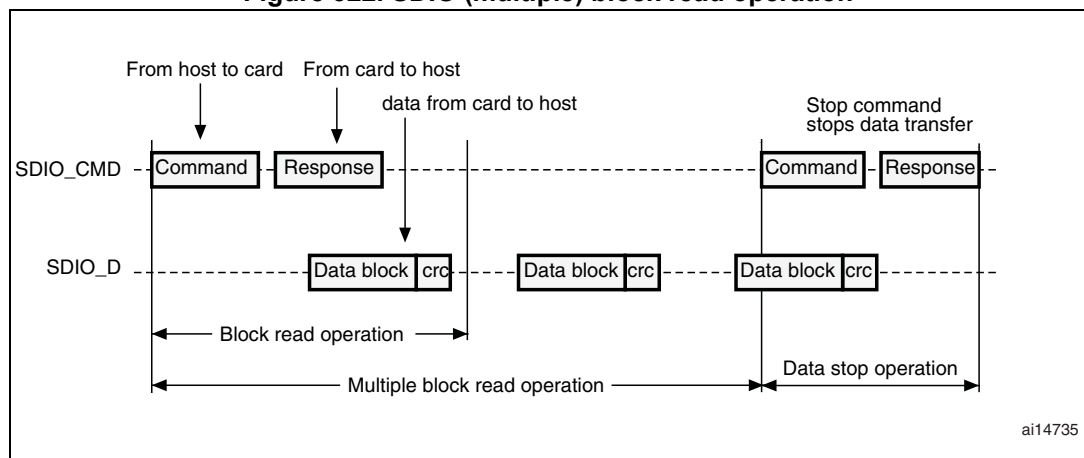 From host to card From card to host
data from card to host
Stop command
stops data transfer
SDIO_CMD Command Response Command Response
SDIO_D Data block crc Data block crc Data block crc
Block read operation
Data stop operation
Multiple block read operation
ai14735